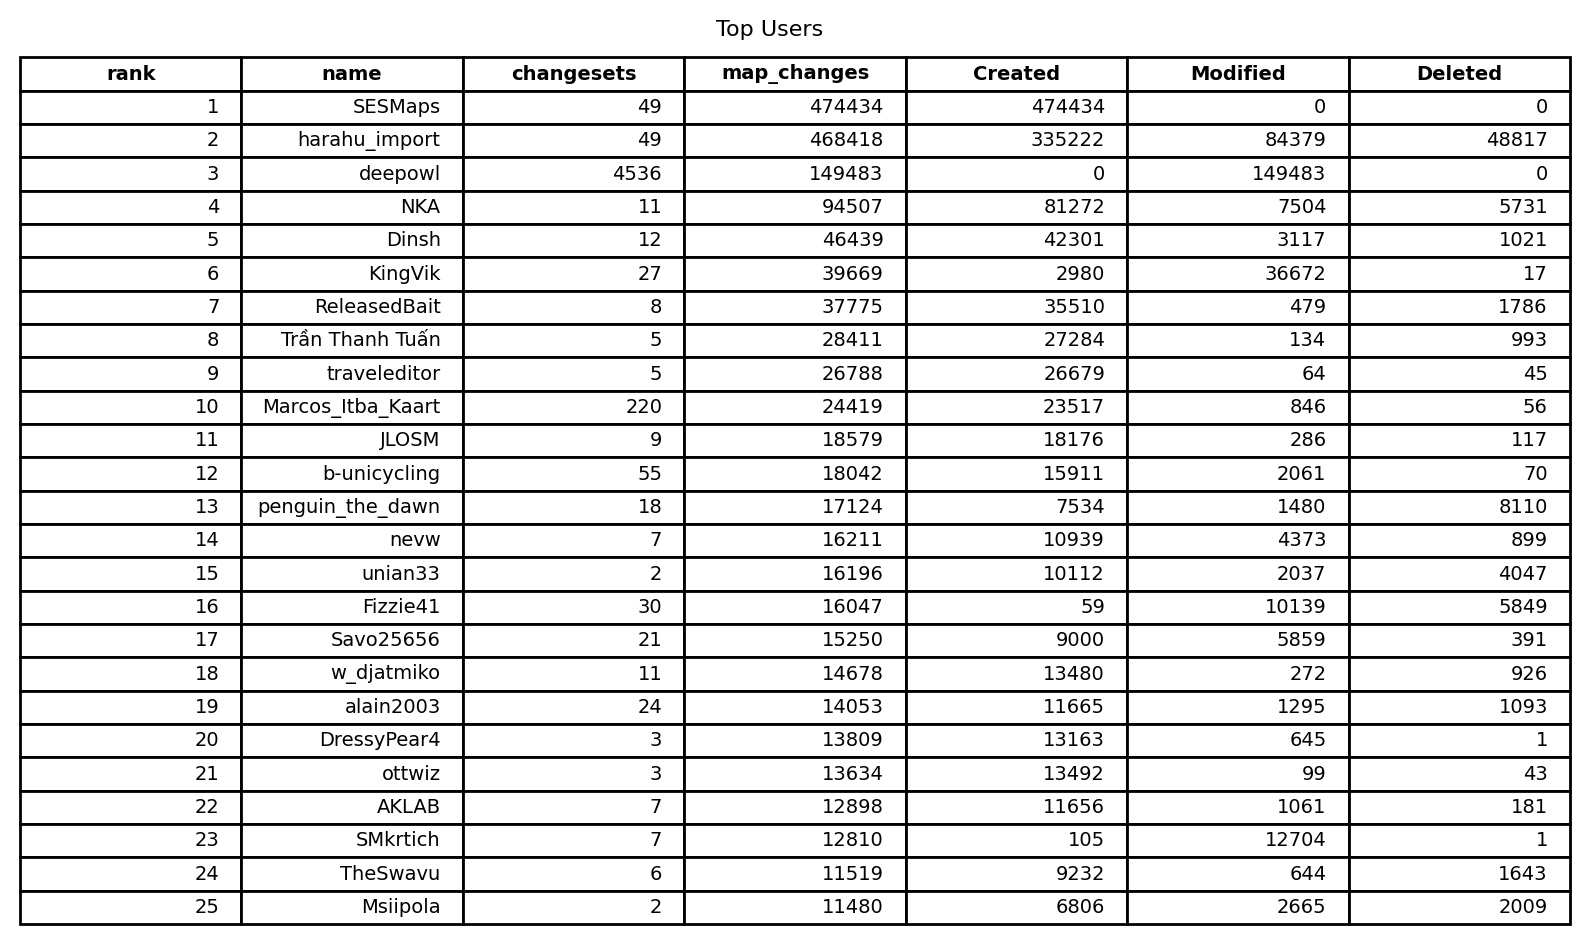 Top Users
rank name changesets map_changes Created Modified Deleted
1 SESMaps 49 474434 474434 0 0
2 harahu_import 49 468418 335222 84379 48817
3 deepowl 4536 149483 0 149483 0
4 NKA 11 94507 81272 7504 5731
5 Dinsh 12 46439 42301 3117 1021
6 KingVik 27 39669 2980 36672 17
7 ReleasedBait 8 37775 35510 479 1786
8 Trần Thanh Tuấn 5 28411 27284 134 993
9 traveleditor 5 26788 26679 64 45
10 Marcos_Itba_Kaart 220 24419 23517 846 56
11 JLOSM 9 18579 18176 286 117
12 b-unicycling 55 18042 15911 2061 70
13 penguin_the_dawn 18 17124 7534 1480 8110
14 nevw 7 16211 10939 4373 899
15 unian33 2 16196 10112 2037 4047
16 Fizzie41 30 16047 59 10139 5849
17 Savo25656 21 15250 9000 5859 391
18 w_djatmiko 11 14678 13480 272 926
19 alain2003 24 14053 11665 1295 1093
20 DressyPear4 3 13809 13163 645 1
21 ottwiz 3 13634 13492 99 43
22 AKLAB 7 12898 11656 1061 181
23 SMkrtich 7 12810 105 12704 1
24 TheSwavu 6 11519 9232 644 1643
25 Msiipola 2 11480 6806 2665 2009